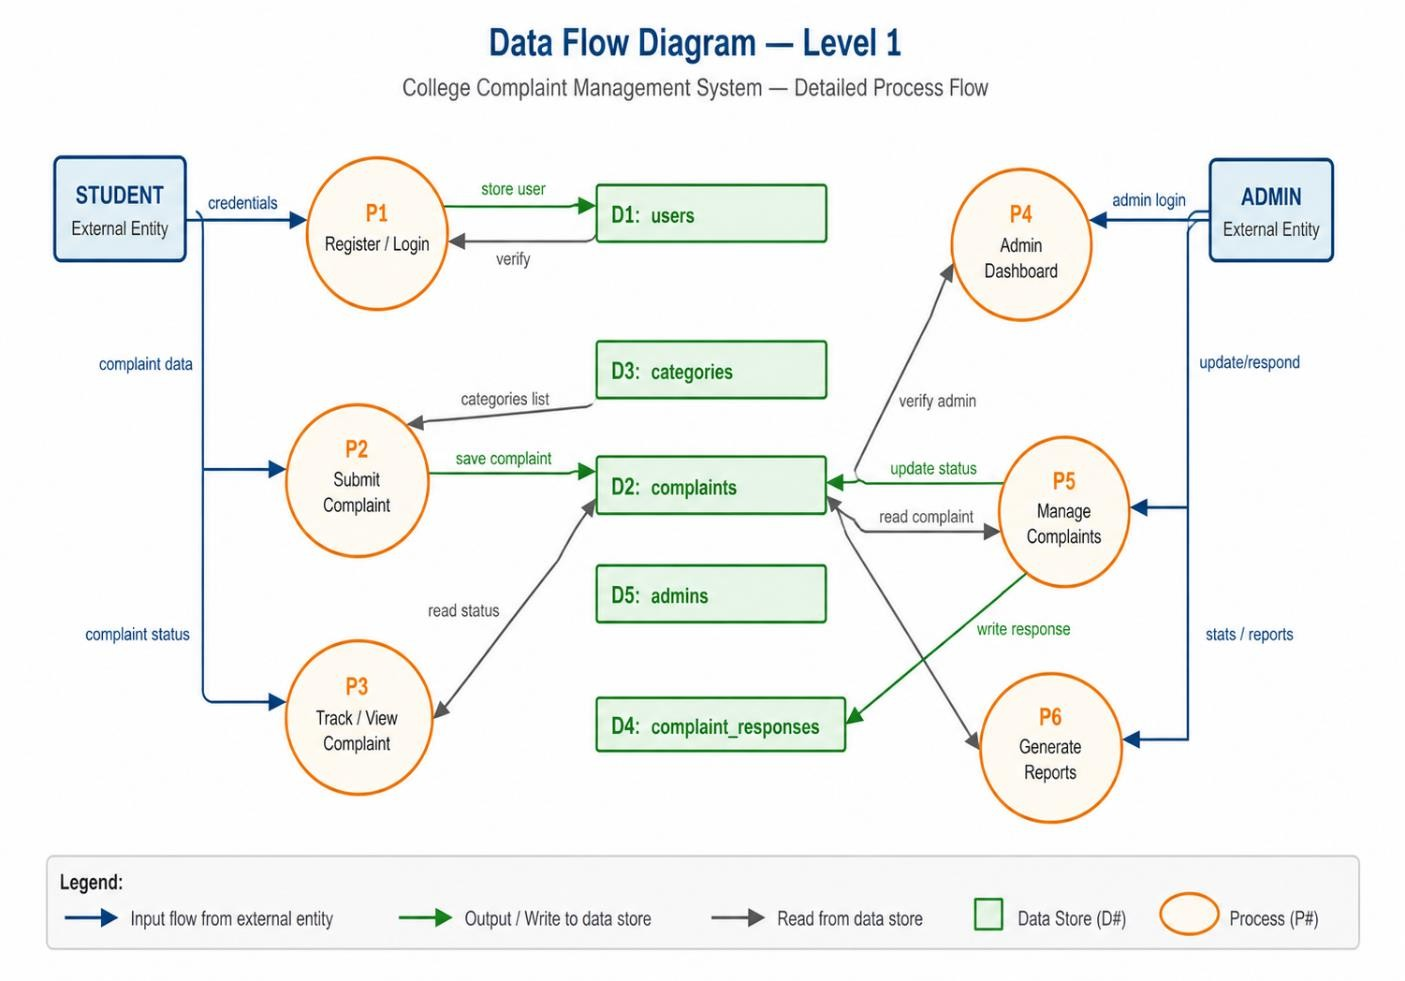 Data Flow Diagram — Level 1
College Complaint Management System — Detailed Process Flow
STUDENT
External Entity
credentials
P1
Register / Login
store user
verify
D1: users
P4
Admin
Dashboard
admin login
ADMIN
External Entity
complaint data
D3: categories
categories list
verify admin
update/respond
P2
Submit
Complaint
save complaint
D2: complaints
update status
read complaint
P5
Manage
Complaints
D5: admins
read status
write response
complaint status
stats / reports
P3
Track / View
Complaint
D4: complaint_responses
P6
Generate
Reports
Legend:
Input flow from external entity
Output / Write to data store
Read from data store
Data Store (D#)
Process (P#)